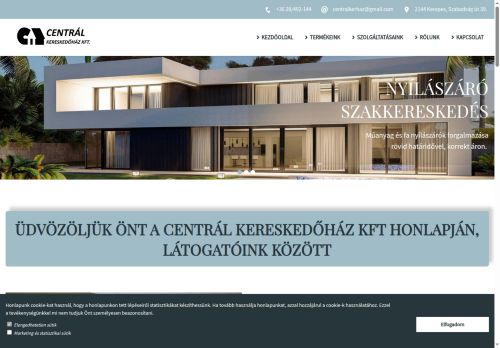 +36 28/492-144
centralkerhaz@gmail.com
2144 Kerepes, Szabadság út 39.
CENTRÁL
KERESKEDŐHÁZ KFT.
KEZDŐOLDAL
TERMÉKEINK
SZOLGÁLTATÁSAINK
RÓLUNK
KAPCSOLAT
NYÍLÁSZÁRÓ
SZAKKERESKEDÉS
Műanyag és fa nyílászárók forgalmazása
rövid határidővel, korrekt áron.
ÜDVÖZÖLJÜK ÖNT A CENTRÁL KERESKEDŐHÁZ KFT HONLAPJÁN,
LÁTOGATÓINK KÖZÖTT
Honlapunk cookie-kat használ, hogy a honlapunkon tett lépéseiről statisztikákat készíthessünk. Ha tovább használja honlapunkat, azzal hozzájárul a cookie-k használatához. Ezzel
a tevékenységünkkel mi nem tudjuk Önt személyesen beazonosítani.
Elengedhetetlen sütik
Marketing és statisztikai sütik
Elfogadom